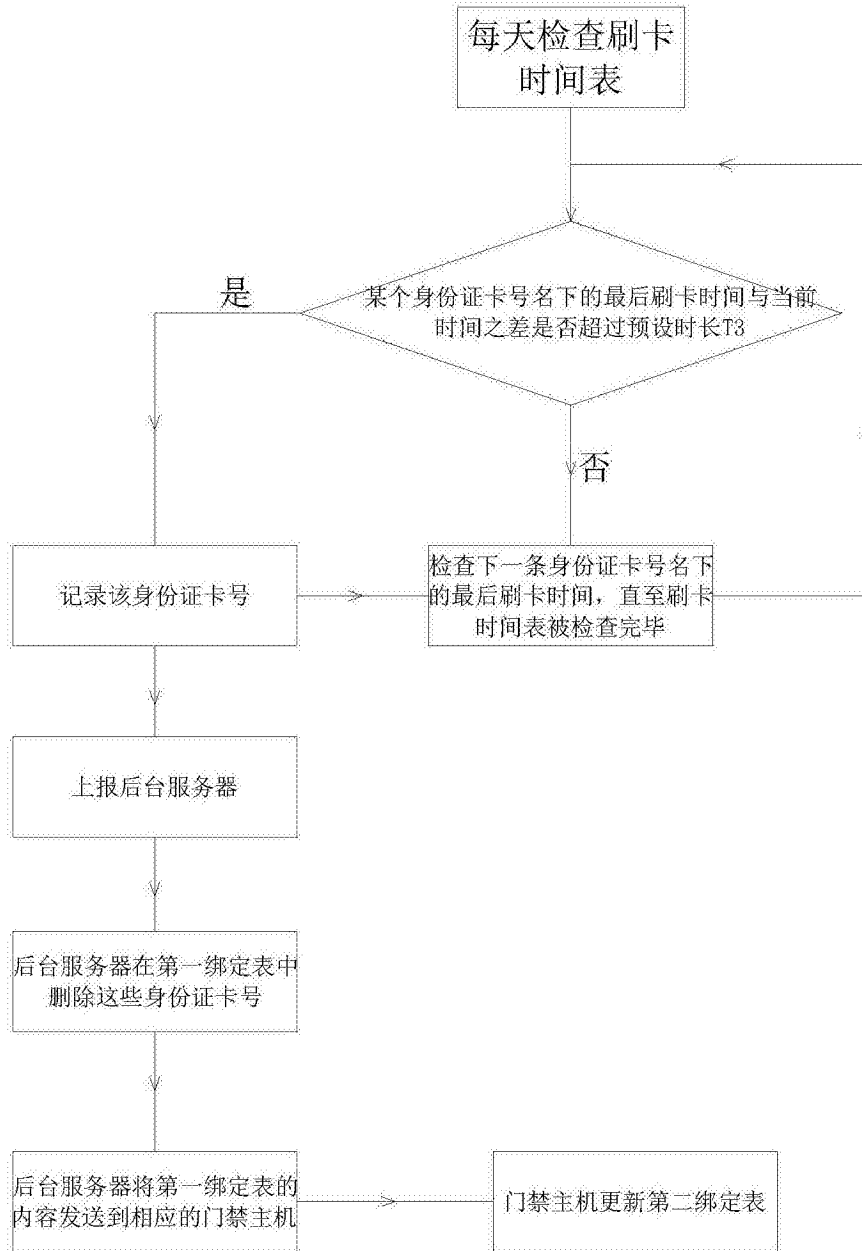 每天检查刷卡
时间表
某个身份证卡号名下的最后刷卡时间与当前
时间之差是否超过预设时长T3
是
否
记录该身份证卡号
检查下一条身份证卡号名下
的最后刷卡时间，直至刷卡
时间表被检查完毕
上报后台服务器
后台服务器在第一绑定表中
删除这些身份证卡号
后台服务器将第一绑定表的
内容发送到相应的门禁主机
门禁主机更新第二绑定表